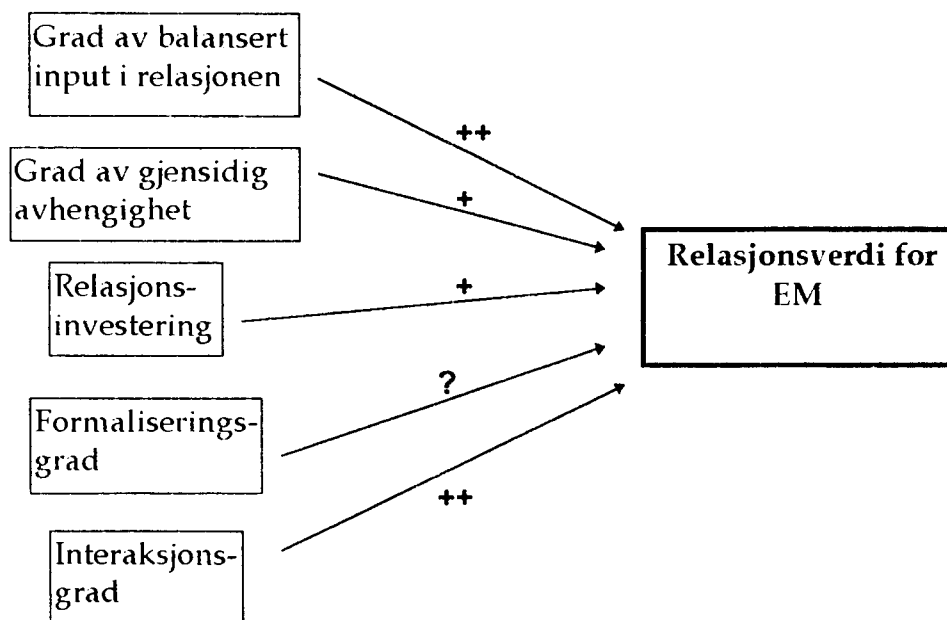 Grad av balansert
input i relasjonen
++
Grad av gjensidig
avhengighet
+
Relasjonsverdi for
EM
Relasjons-
investering
+
?
Formaliserings-
grad
++
Interaksjons-
grad